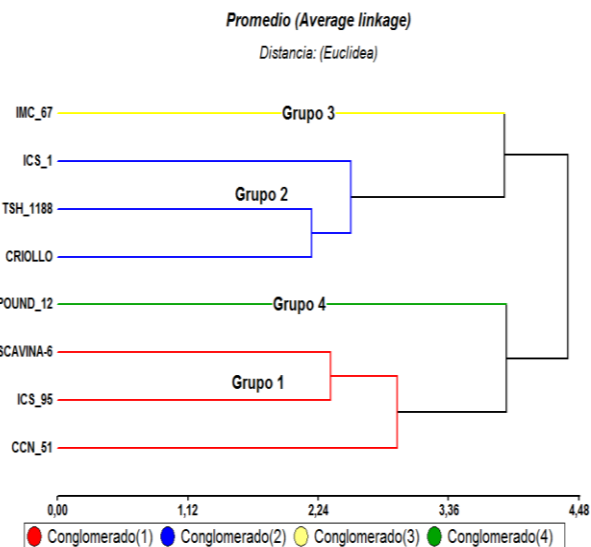 Promedio (Average linkage)
Distancia: (Euclidea)
IMC_67
Grupo 3
ICS_1
TSH_1188
Grupo 2
CRIOLLO
POUND_12
Grupo 4
SCAVINA-6
Grupo 1
ICS_95
CCN_51
0,00 1,12 2,24 3,36 4,48
Conglomerado(1) Conglomerado(2) Conglomerado(3) Conglomerado(4)